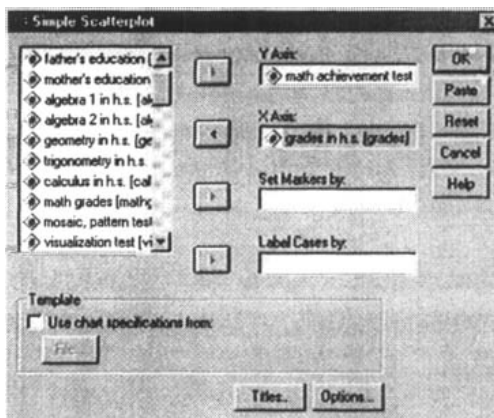 : Simple Scatterplot
father's education [
mother's education
algebra 1 in h.s. [al
algebra 2 in h.s. [al
geometry in h.s. [ge
trigonometry in h.s.
calculus in h.s. [cal
math grades [mathg
mosaic, pattern test
visualization test [vi
Y Axis:
math achievement test
X Axis:
grades in h.s. [grades]
Set Markers by:
Label Cases by:
OK
Paste
Reset
Cancel
Help
Template
Use chart specifications from:
File...
Titles...
Options...